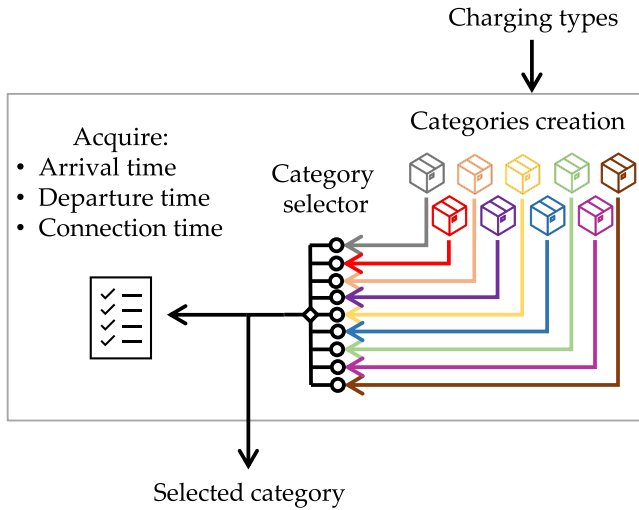 Charging types
Categories creation
Acquire:
• Arrival time
• Departure time
• Connection time
Category
selector
Selected category